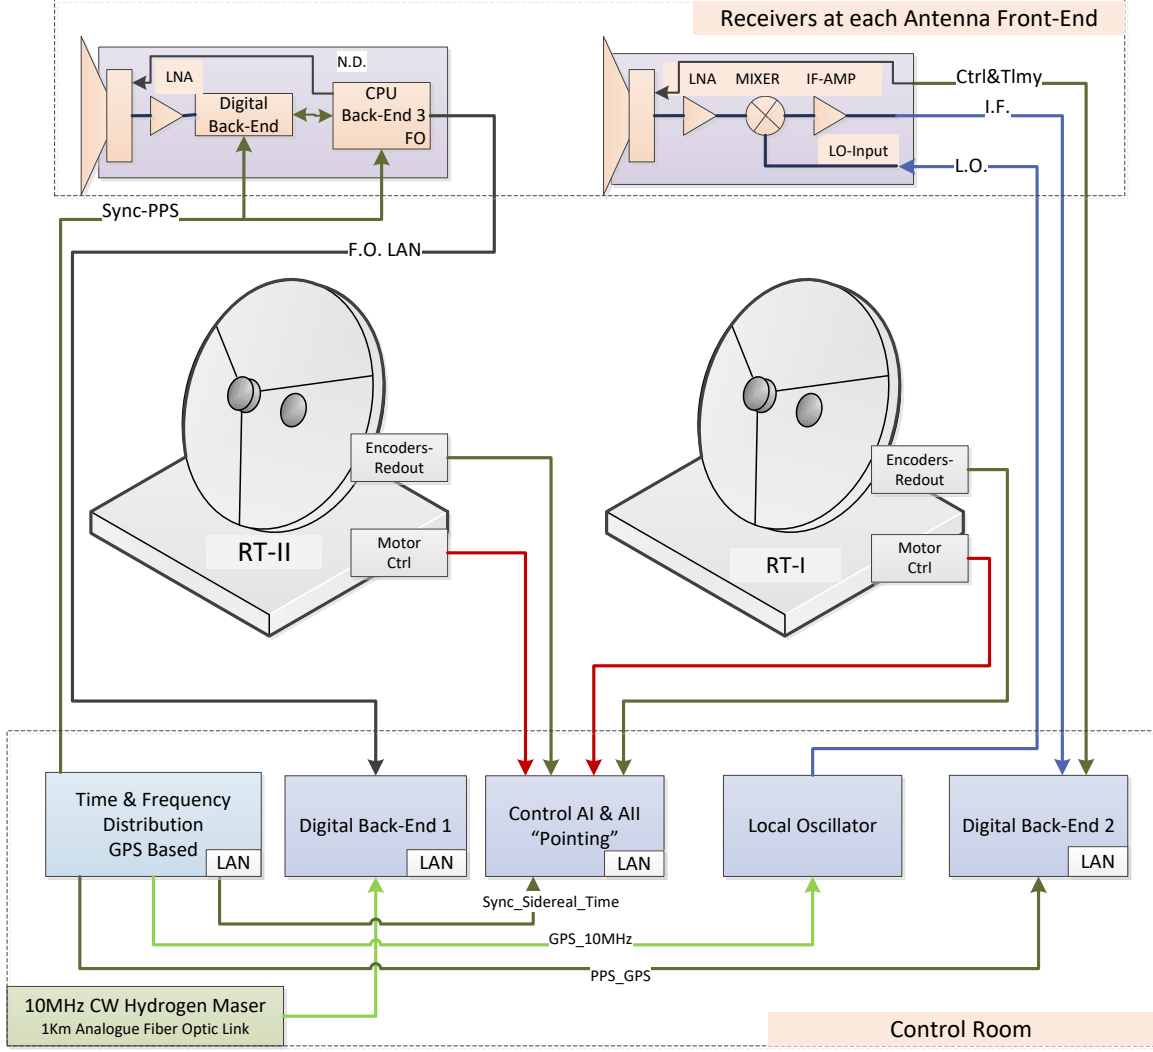 Receivers at each Antenna Front-End
N.D.
LNA
Digital
Back-End
CPU
Back-End 3
FO
LNA
MIXER
IF-AMP
LO-Input
Ctrl&Tlmy
I.F.
L.O.
Sync-PPS
F.O. LAN
Encoders-
Redout
Motor
Ctrl
RT-II
Encoders-
Redout
Motor
Ctrl
RT-I
Time & Frequency
Distribution
GPS Based
LAN
Digital Back-End 1
LAN
Control AI & AII
“Pointing”
LAN
Local Oscillator
Digital Back-End 2
LAN
Sync_Sidereal_Time
GPS_10MHz
PPS_GPS
10MHz CW Hydrogen Maser
1Km Analogue Fiber Optic Link
Control Room